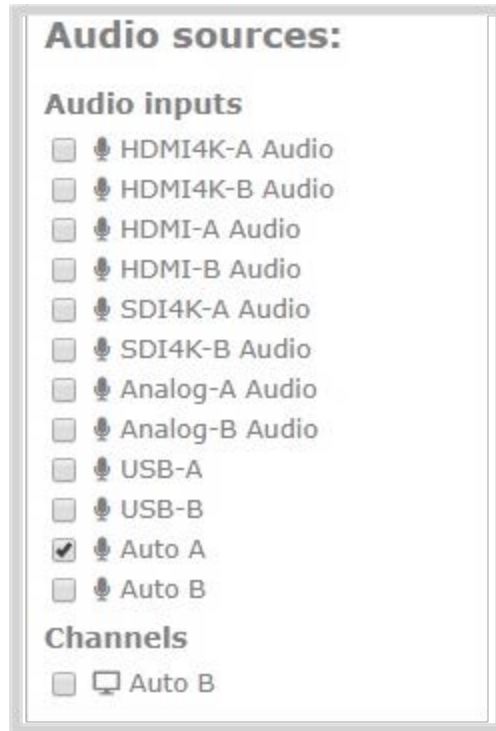 Audio sources:
Audio inputs
HDMI4K-A Audio
HDMI4K-B Audio
HDMI-A Audio
HDMI-B Audio
SDI4K-A Audio
SDI4K-B Audio
Analog-A Audio
Analog-B Audio
USB-A
USB-B
Auto A
Auto B
Channels
Auto B